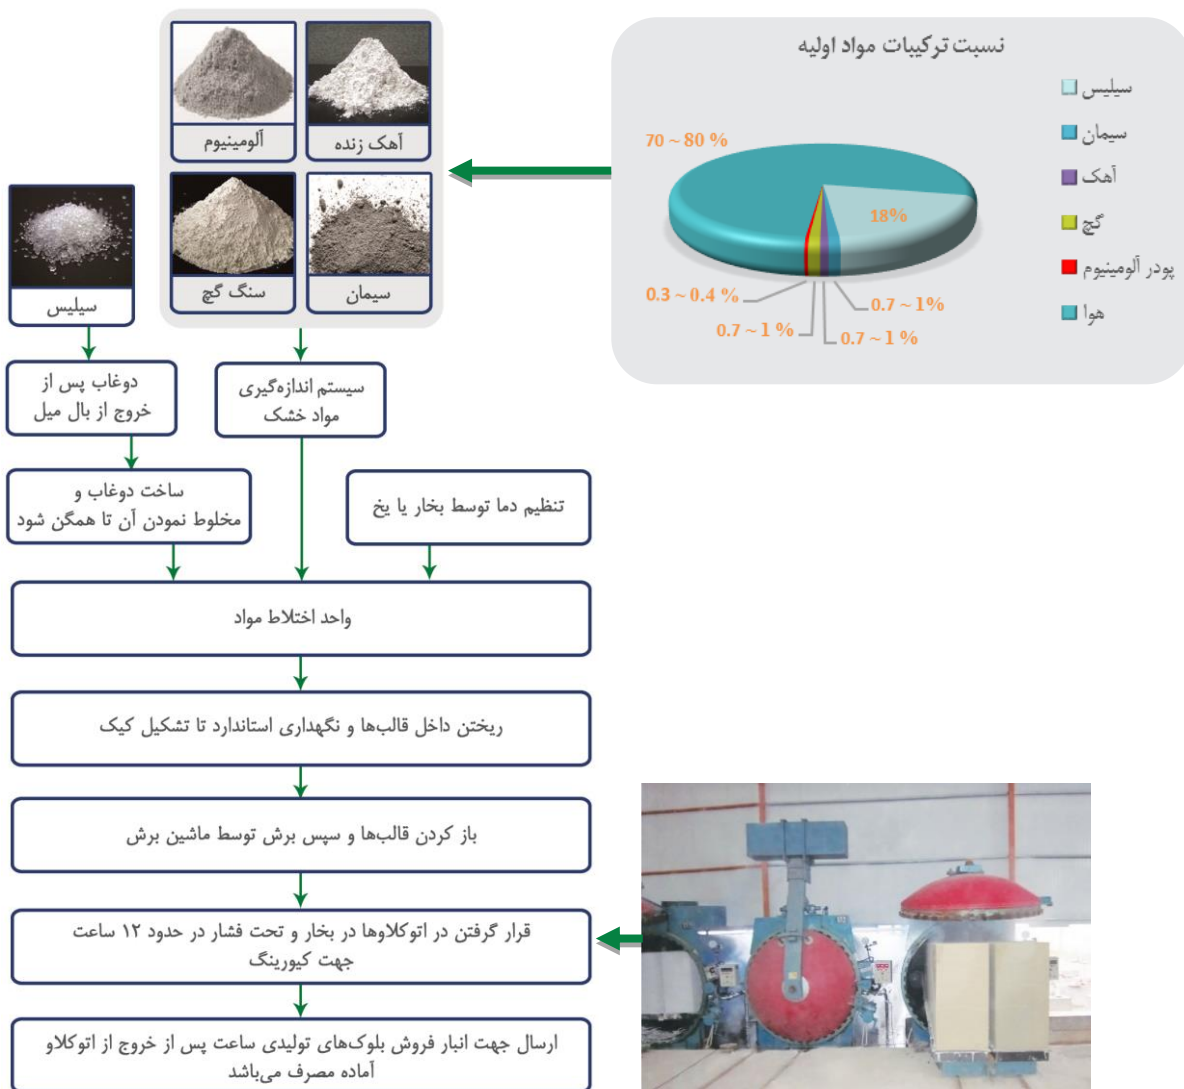 نسبت ترکیبات مواد اولیه
سیلیس
سیمان
آهک
گچ
پودر آلومینیوم
هوا
70 ~ 80 %
18%
0.3 ~ 0.4 %
0.7 ~ 1%
0.7 ~ 1 %
0.7 ~ 1 %
آهک زنده
آلومینیوم
سیمان
سنگ گچ
سیلیس
سیستم اندازه‌گیری
مواد خشک
دوغاب پس از
خروج از بال میل
تنظیم دما توسط بخار یا یخ
ساخت دوغاب و
مخلوط نمودن آن تا همگن شود
واحد اختلاط مواد
ریختن داخل قالب‌ها و نگهداری استاندارد تا تشکیل کیک
باز کردن قالب‌ها و سپس برش توسط ماشین برش
قرار گرفتن در اتوکلاوها در بخار و تحت فشار در حدود ۱۲ ساعت
جهت کیورینگ
ارسال جهت انبار فروش بلوک‌های تولیدی ساعت پس از خروج از اتوکلاو
آماده مصرف می‌باشد